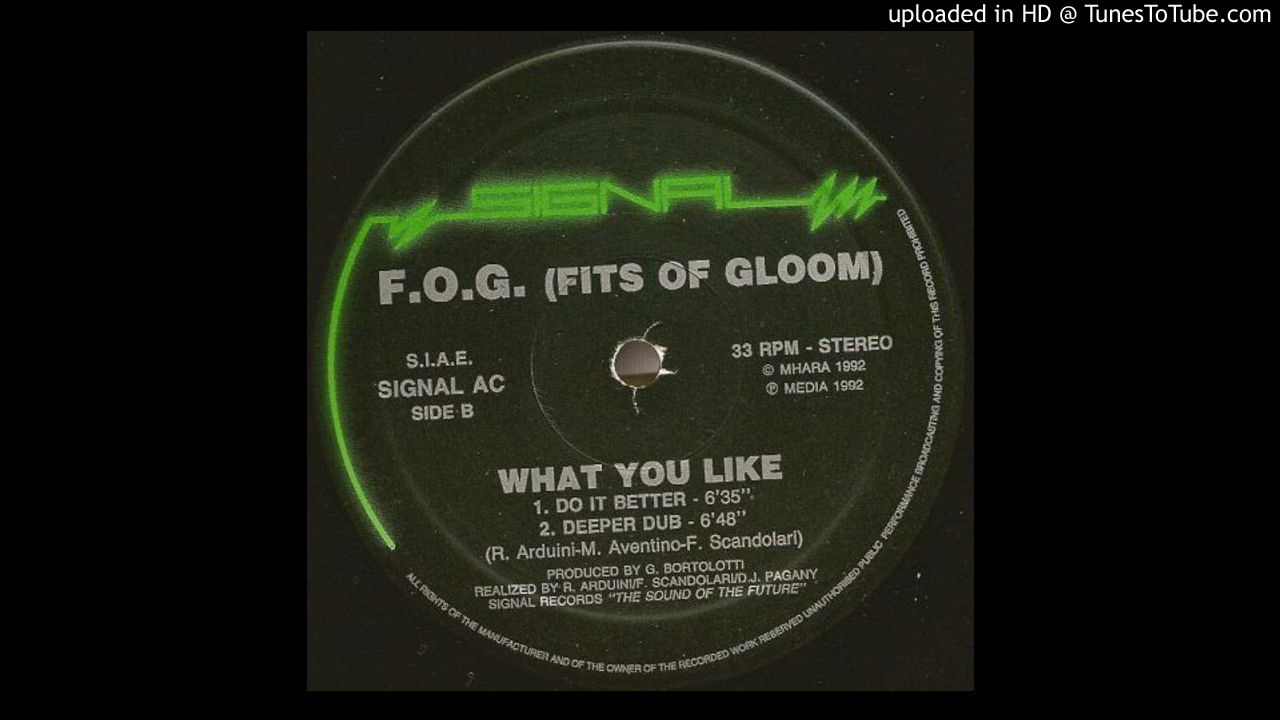 uploaded in HD @ TunesToTube.com
SIGNAL
F.O.G. (FITS OF GLOOM)
S.I.A.E.
SIGNAL AC
SIDE B
33 RPM - STEREO
© MHARA 1992
℗ MEDIA 1992
WHAT YOU LIKE
1. DO IT BETTER - 6'35"
2. DEEPER DUB - 6'48"
(R. Arduini-M. Aventino-F. Scandolari)
PRODUCED BY G. BORTOLOTTI
REALIZED BY R. ARDUINI/F. SCANDOLARI/D.J. PAGANY
SIGNAL RECORDS "THE SOUND OF THE FUTURE"
ALL RIGHTS OF THE MANUFACTURER AND OF THE OWNER OF THE RECORDED WORK RESERVED UNAUTHORISED PUBLIC PERFORMANCE BROADCASTING AND COPYING OF THIS RECORD PROHIBITED